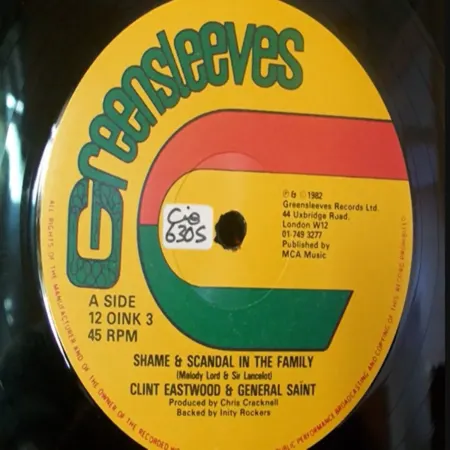 Greensleeves
℗ & © 1982
Greensleeves Records Ltd.
44 Uxbridge Road,
London W12
01 749 3277
Published by
MCA Music
Cie
630S
A SIDE
12 OINK 3
45 RPM
SHAME & SCANDAL IN THE FAMILY
(Melody Lord & Sir Lancelot)
CLINT EASTWOOD & GENERAL SAINT
Produced by Chris Cracknell
Backed by Inity Rockers
ALL RIGHTS OF THE MANUFACTURER AND OF THE OWNER OF THE RECORDED
PUBLIC PERFORMANCE BROADCASTING AND COPYING OF THIS RECORD PROHIBITED